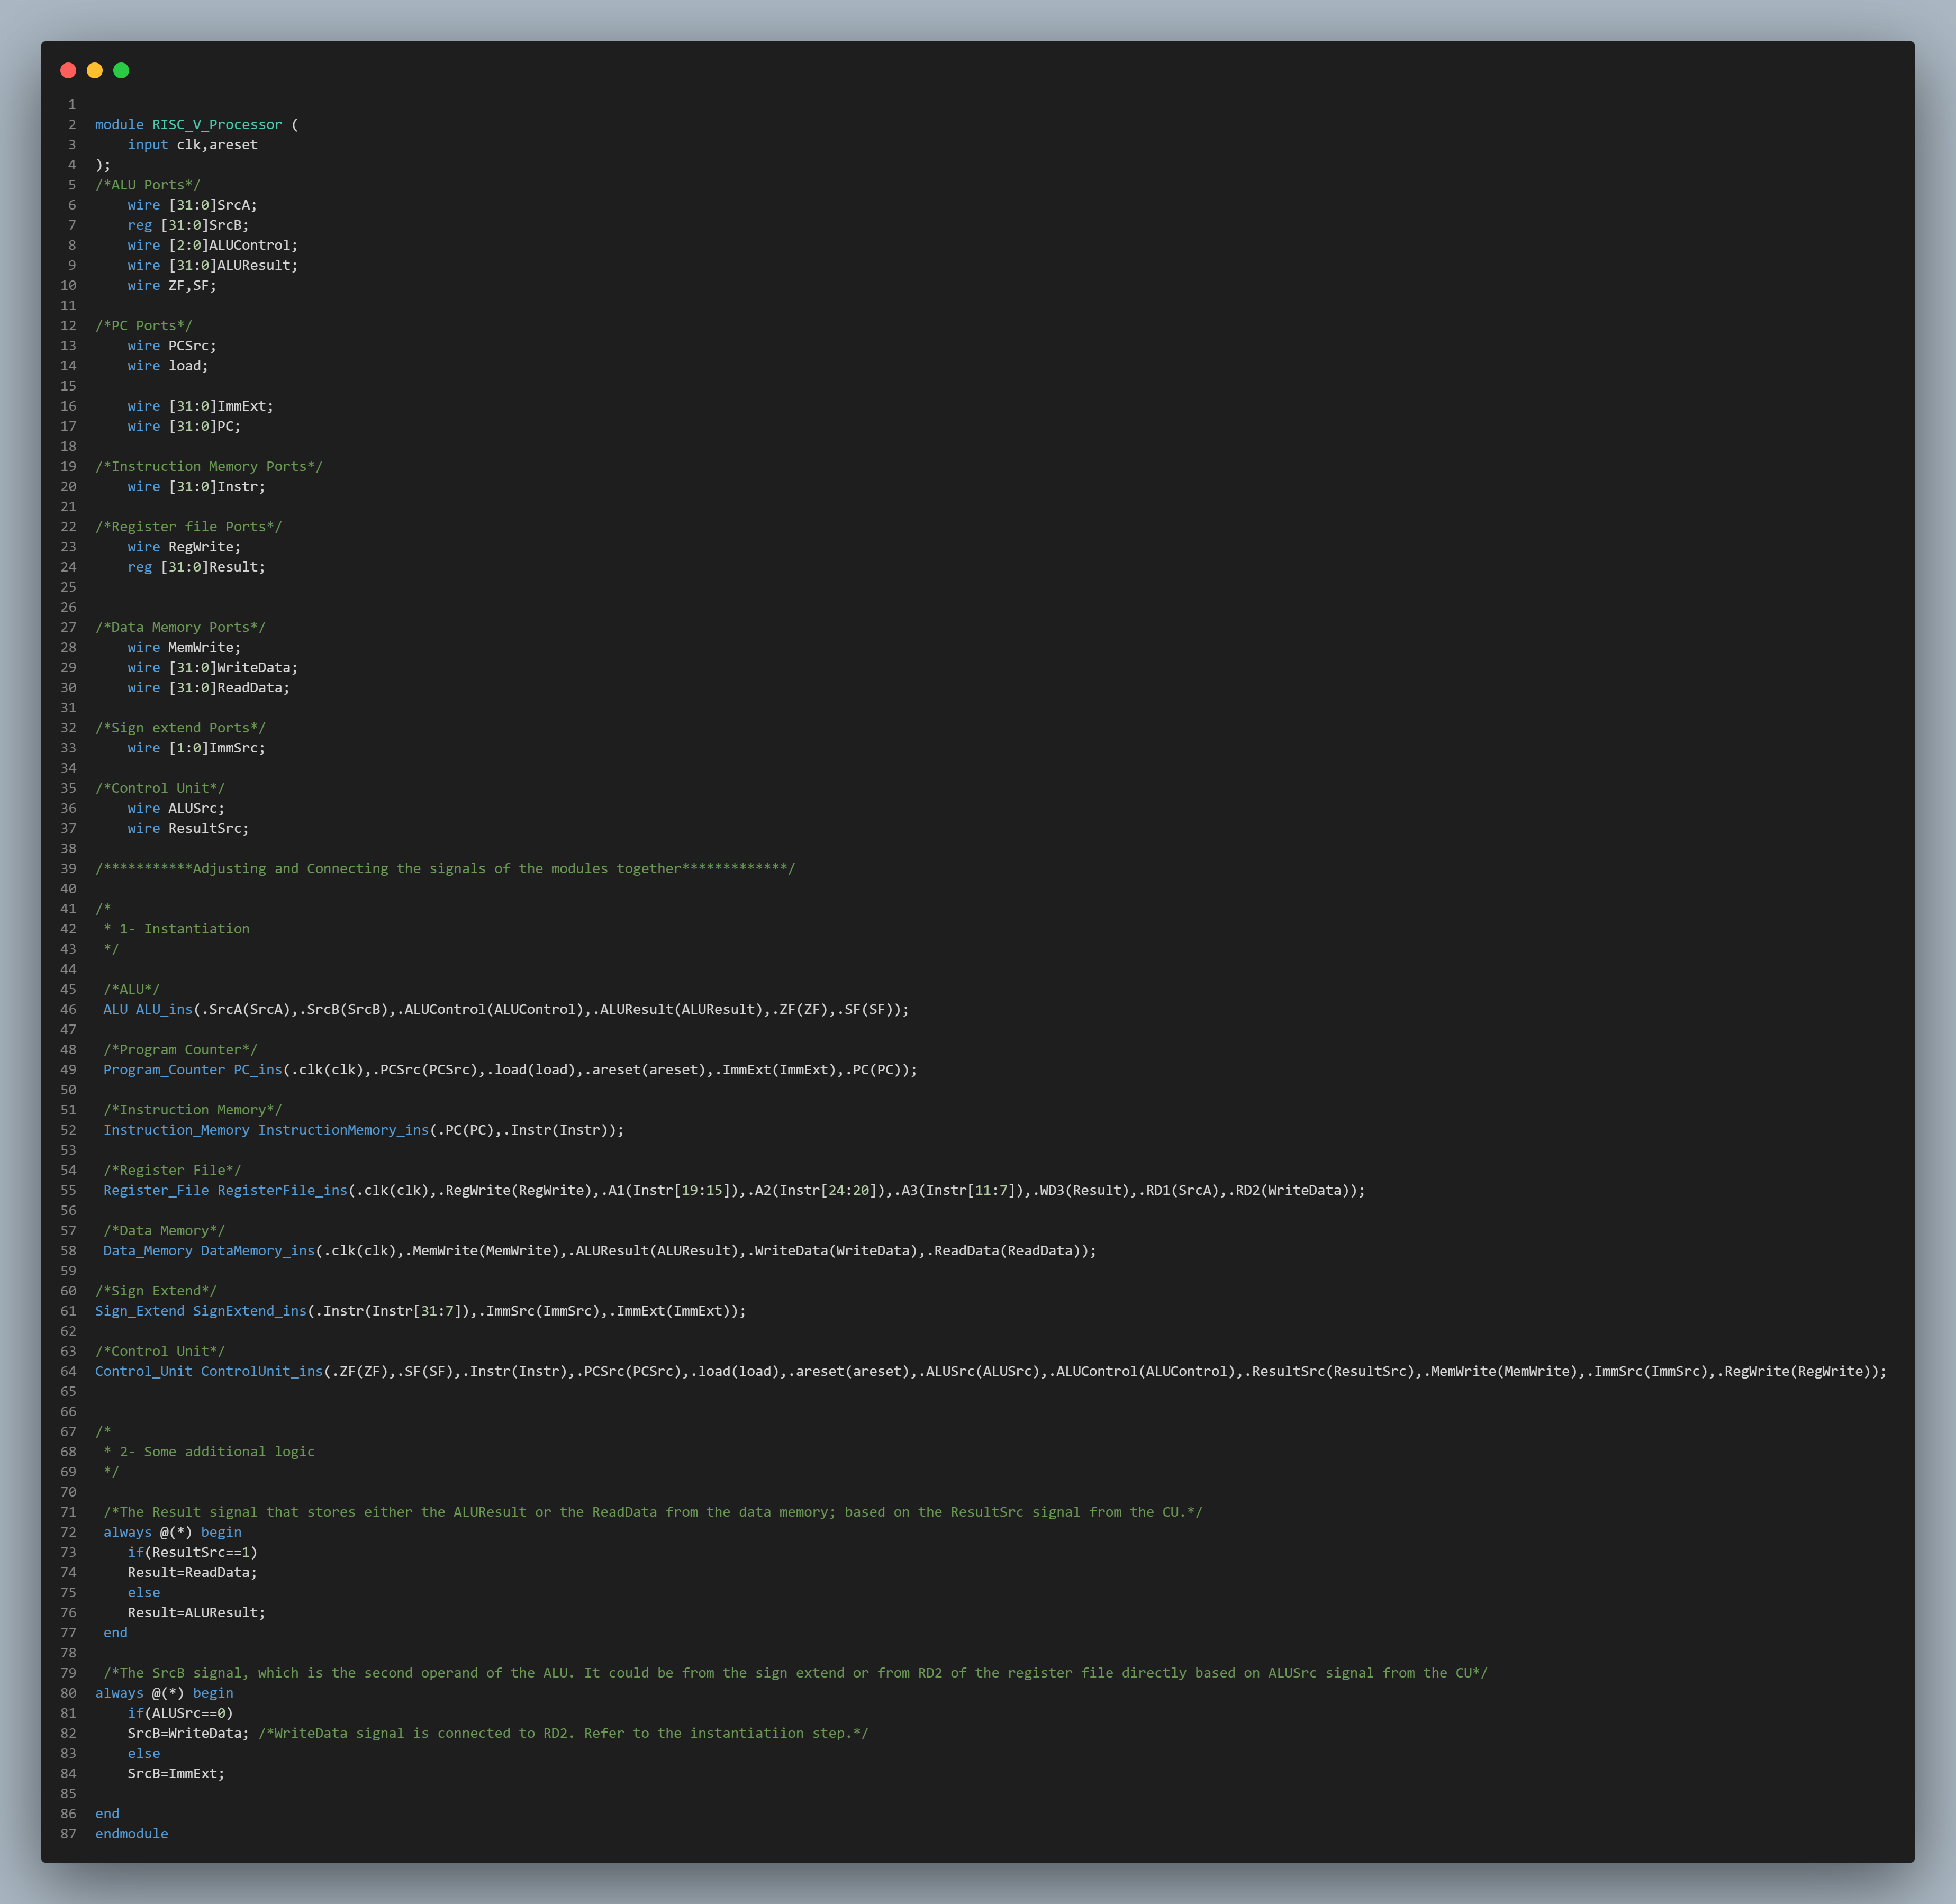 1
2 module RISC_V_Processor (
3     input clk,areset
4 );
5 /*ALU Ports*/
6     wire [31:0]SrcA;
7     reg [31:0]SrcB;
8     wire [2:0]ALUControl;
9     wire [31:0]ALUResult;
10     wire ZF,SF;
11
12 /*PC Ports*/
13     wire PCSrc;
14     wire load;
15
16     wire [31:0]ImmExt;
17     wire [31:0]PC;
18
19 /*Instruction Memory Ports*/
20     wire [31:0]Instr;
21
22 /*Register file Ports*/
23     wire RegWrite;
24     reg [31:0]Result;
25
26
27 /*Data Memory Ports*/
28     wire MemWrite;
29     wire [31:0]WriteData;
30     wire [31:0]ReadData;
31
32 /*Sign extend Ports*/
33     wire [1:0]ImmSrc;
34
35 /*Control Unit*/
36     wire ALUSrc;
37     wire ResultSrc;
38
39 /***********Adjusting and Connecting the signals of the modules together*************/
40
41 /*
42  * 1- Instantiation
43  */
44
45  /*ALU*/
46  ALU ALU_ins(.SrcA(SrcA),.SrcB(SrcB),.ALUControl(ALUControl),.ALUResult(ALUResult),.ZF(ZF),.SF(SF));
47
48  /*Program Counter*/
49  Program_Counter PC_ins(.clk(clk),.PCSrc(PCSrc),.load(load),.areset(areset),.ImmExt(ImmExt),.PC(PC));
50
51  /*Instruction Memory*/
52  Instruction_Memory InstructionMemory_ins(.PC(PC),.Instr(Instr));
53
54  /*Register File*/
55  Register_File RegisterFile_ins(.clk(clk),.RegWrite(RegWrite),.A1(Instr[19:15]),.A2(Instr[24:20]),.A3(Instr[11:7]),.WD3(Result),.RD1(SrcA),.RD2(WriteData));
56
57  /*Data Memory*/
58  Data_Memory DataMemory_ins(.clk(clk),.MemWrite(MemWrite),.ALUResult(ALUResult),.WriteData(WriteData),.ReadData(ReadData));
59
60 /*Sign Extend*/
61 Sign_Extend SignExtend_ins(.Instr(Instr[31:7]),.ImmSrc(ImmSrc),.ImmExt(ImmExt));
62
63 /*Control Unit*/
64 Control_Unit ControlUnit_ins(.ZF(ZF),.SF(SF),.Instr(Instr),.PCSrc(PCSrc),.load(load),.areset(areset),.ALUSrc(ALUSrc),.ALUControl(ALUControl),.ResultSrc(ResultSrc),.MemWrite(MemWrite),.ImmSrc(ImmSrc),.RegWrite(RegWrite));
65
66
67 /*
68  * 2- Some additional logic
69  */
70
71  /*The Result signal that stores either the ALUResult or the ReadData from the data memory; based on the ResultSrc signal from the CU.*/
72  always @(*) begin
73     if(ResultSrc==1)
74     Result=ReadData;
75     else
76     Result=ALUResult;
77  end
78
79  /*The SrcB signal, which is the second operand of the ALU. It could be from the sign extend or from RD2 of the register file directly based on ALUSrc signal from the CU*/
80 always @(*) begin
81     if(ALUSrc==0)
82     SrcB=WriteData; /*WriteData signal is connected to RD2. Refer to the instantiatiion step.*/
83     else
84     SrcB=ImmExt;
85
86 end
87 endmodule